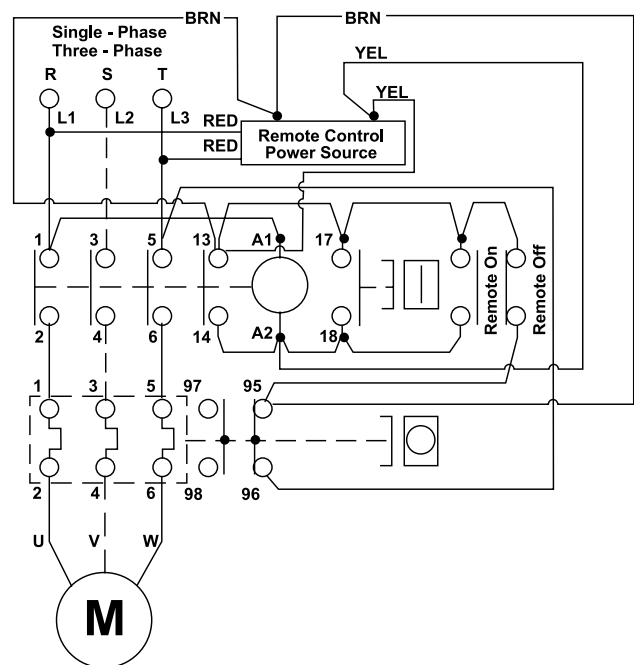 BRN
BRN
Single - Phase
Three - Phase
YEL
R
S
T
YEL
L1
L2
L3
RED
RED
Remote Control
Power Source
1
3
5
13
A1
17
Remote On
Remote Off
2
4
6
14
A2
18
1
3
5
97
95
2
4
6
98
96
U
V
W
M